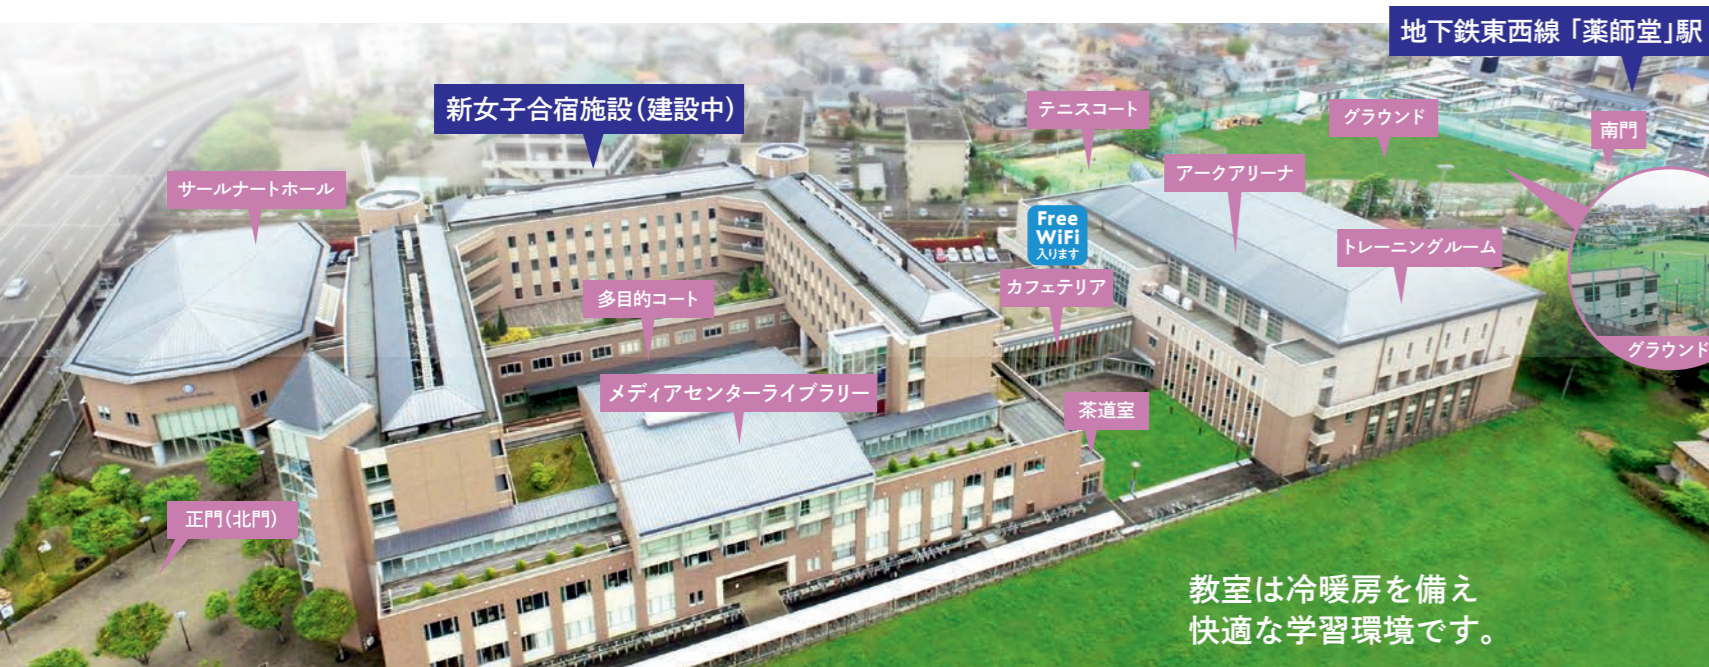 地下鉄東西線「薬師堂」駅
新女子合宿施設(建設中)
テニスコート
グラウンド
南門
サールナートホール
アークアリーナ
Free
WiFi
入ります
トレーニングルーム
カフェテリア
多目的コート
グラウンド
メディアセンターライブラリー
茶道室
正門(北門)
教室は冷暖房を備え
快適な学習環境です。